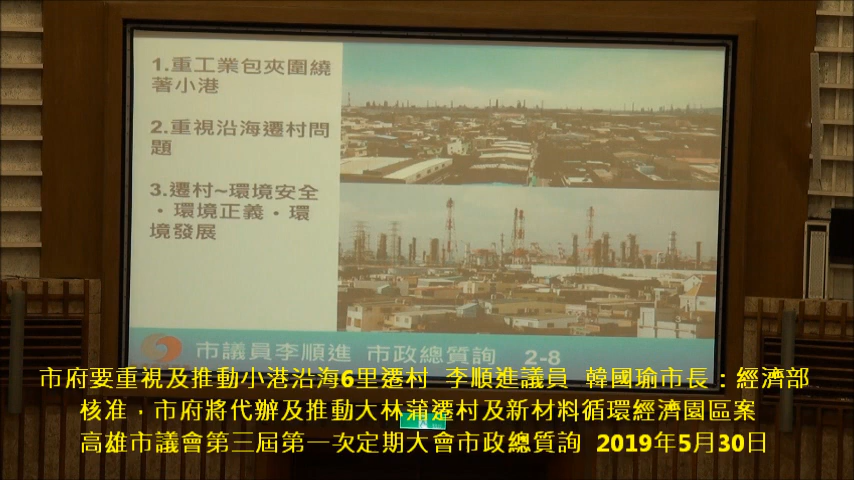 1.重工業包夾圍繞
著小港
2.重視沿海遷村問
題
3.遷村~環境安全
・環境正義・環
境發展
市議員李順進 市政總質詢 2-8
市府要重視及推動小港沿海6里遷村 李順進議員 韓國瑜市長：經濟部
核准，市府將代辦及推動大林蒲遷村及新材料循環經濟園區案
高雄市議會第三屆第一次定期大會市政總質詢 2019年5月30日